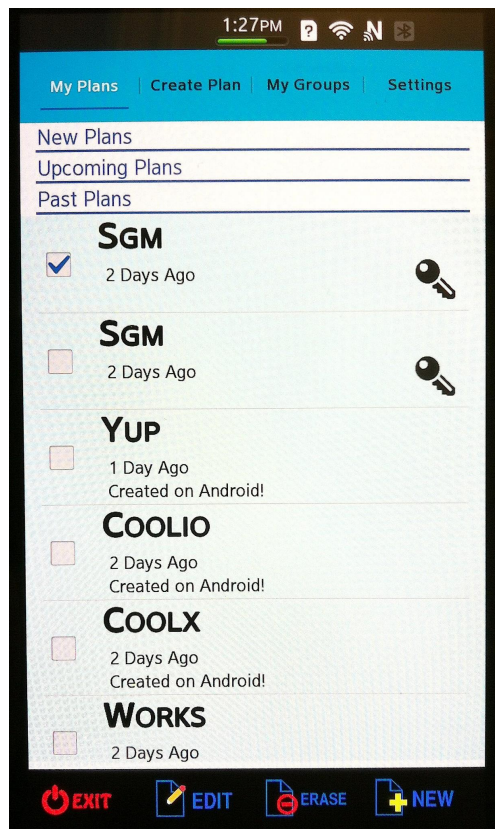 1:27PM
My Plans Create Plan My Groups Settings
New Plans
Upcoming Plans
Past Plans
SGM
2 Days Ago
SGM
2 Days Ago
YUP
1 Day Ago
Created on Android!
COOLIO
2 Days Ago
Created on Android!
COOLX
2 Days Ago
Created on Android!
WORKS
2 Days Ago
EXIT EDIT ERASE NEW